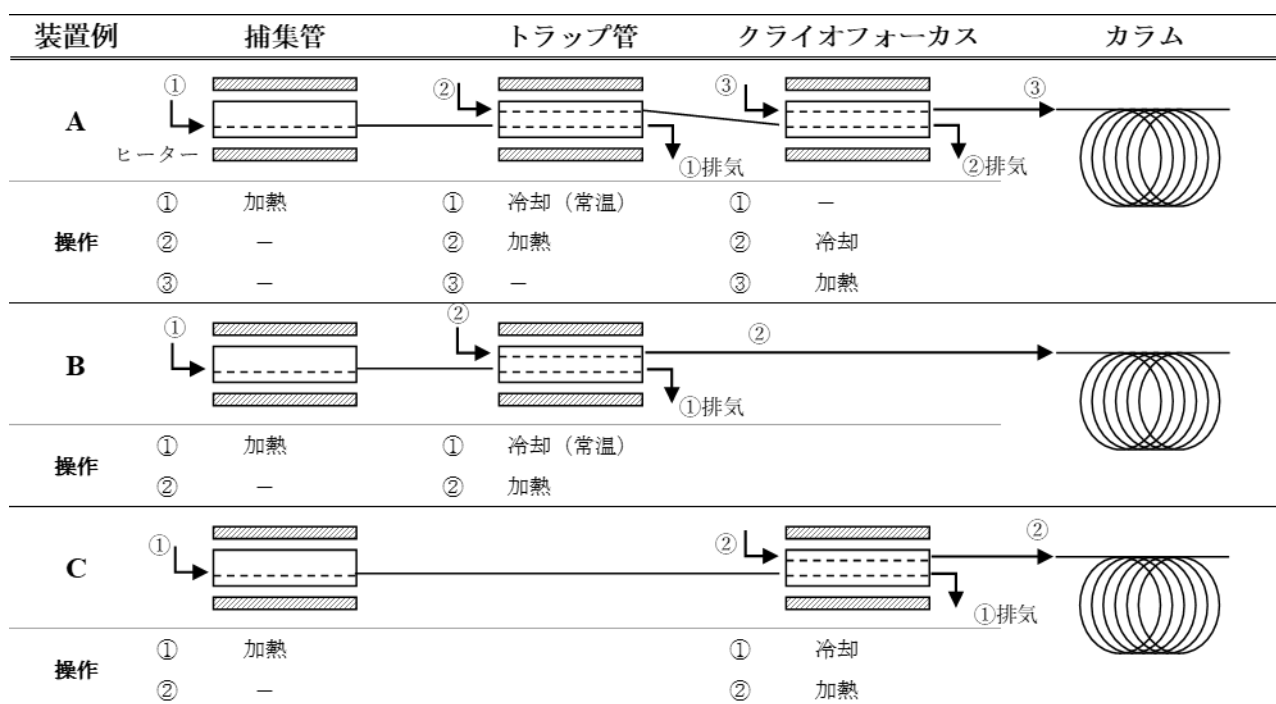 装置例 捕集管 トラップ管 クライオフォーカス カラム
① ② ③ ③
A
ヒーター ①排気 ②排気
① 加熱 ① 冷却（常温） ① －
操作 ② － ② 加熱 ② 冷却
③ － ③ － ③ 加熱
① ② ②
B
①排気
① 加熱 ① 冷却（常温）
操作
② － ② 加熱
① ② ②
C
①排気
① 加熱 ① 冷却
操作
② － ② 加熱